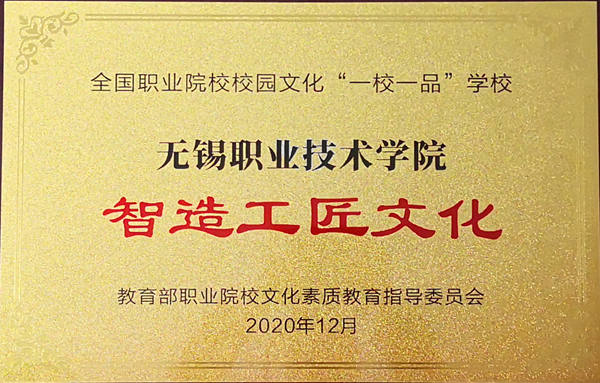 全国职业院校校园文化“一校一品”学校
无锡职业技术学院
智造工匠文化
教育部职业院校文化素质教育指导委员会
2020年12月